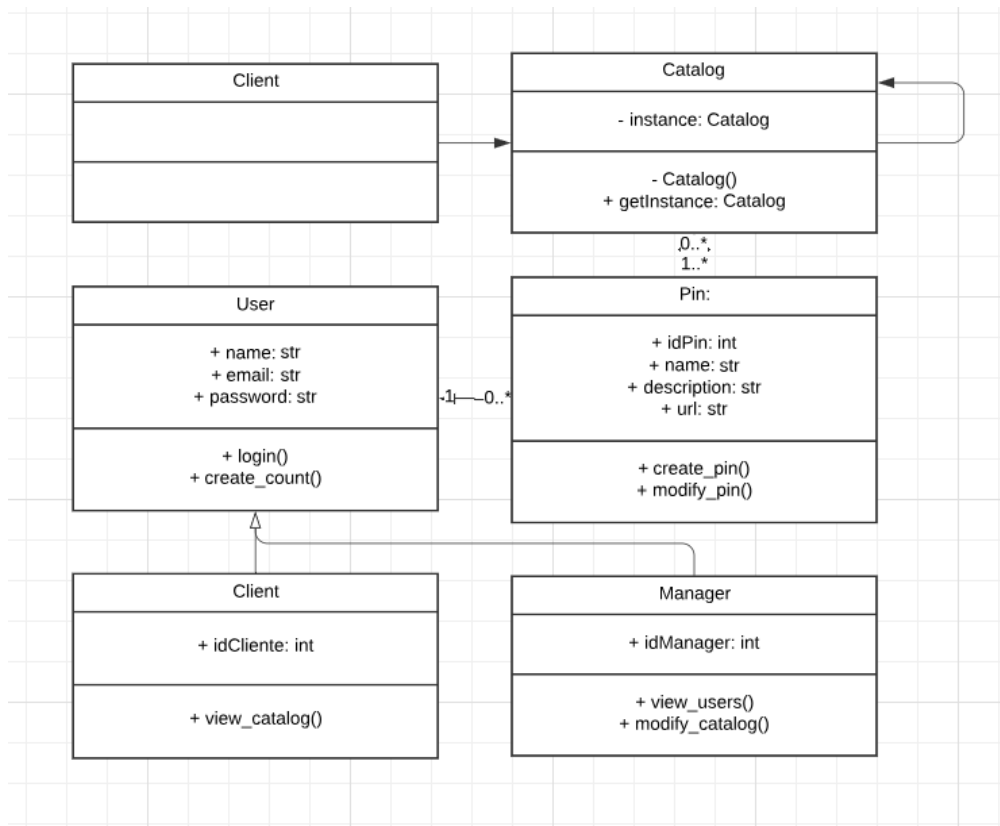 Client
Catalog
- instance: Catalog
- Catalog()
+ getInstance: Catalog
0..*
1..*
User
+ name: str
+ email: str
+ password: str
+ login()
+ create_count()
1
0..*
Pin:
+ idPin: int
+ name: str
+ description: str
+ url: str
+ create_pin()
+ modify_pin()
Client
+ idCliente: int
+ view_catalog()
Manager
+ idManager: int
+ view_users()
+ modify_catalog()